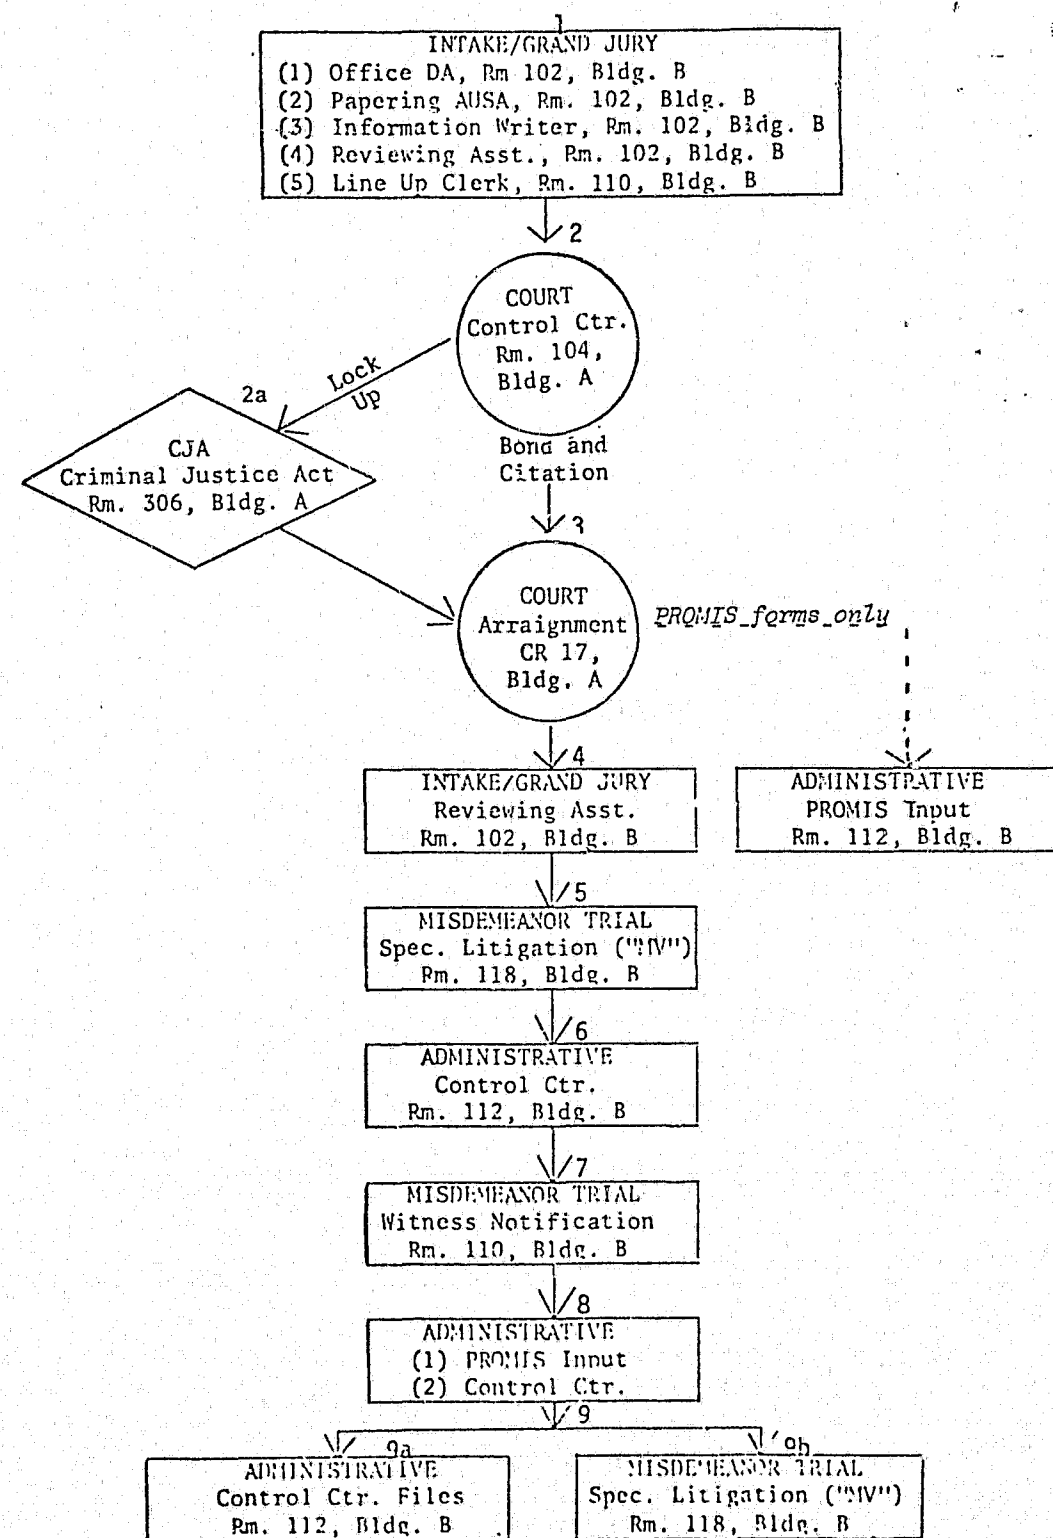 1
INTAKE/GRAND JURY
(1) Office DA, Rm 102, Bldg. B
(2) Papering AUSA, Rm. 102, Bldg. B
(3) Information Writer, Rm. 102, Bldg. B
(4) Reviewing Asst., Rm. 102, Bldg. B
(5) Line Up Clerk, Rm. 110, Bldg. B
2
COURT
Control Ctr.
Rm. 104,
Bldg. A
Lock
Up
2a
CJA
Criminal Justice Act
Rm. 306, Bldg. A
Bond and
Citation
3
COURT
Arraignment
CR 17,
Bldg. A
PROMIS forms only
4
INTAKE/GRAND JURY
Reviewing Asst.
Rm. 102, Bldg. B
ADMINISTRATIVE
PROMIS Input
Rm. 112, Bldg. B
5
MISDEMEANOR TRIAL
Spec. Litigation ("MV")
Rm. 118, Bldg. B
6
ADMINISTRATIVE
Control Ctr.
Rm. 112, Bldg. B
7
MISDEMEANOR TRIAL
Witness Notification
Rm. 110, Bldg. B
8
ADMINISTRATIVE
(1) PROMIS Input
(2) Control Ctr.
9
9a
ADMINISTRATIVE
Control Ctr. Files
Rm. 112, Bldg. B
9b
MISDEMEANOR TRIAL
Spec. Litigation ("MV")
Rm. 118, Bldg. B